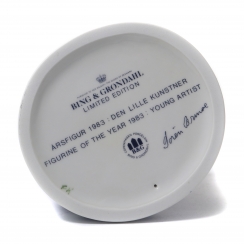 BING & GRONDAHL
LIMITED EDITION
ÅRSFIGUR 1983: DEN LILLE KUNSTNER
FIGURINE OF THE YEAR 1983: YOUNG ARTIST